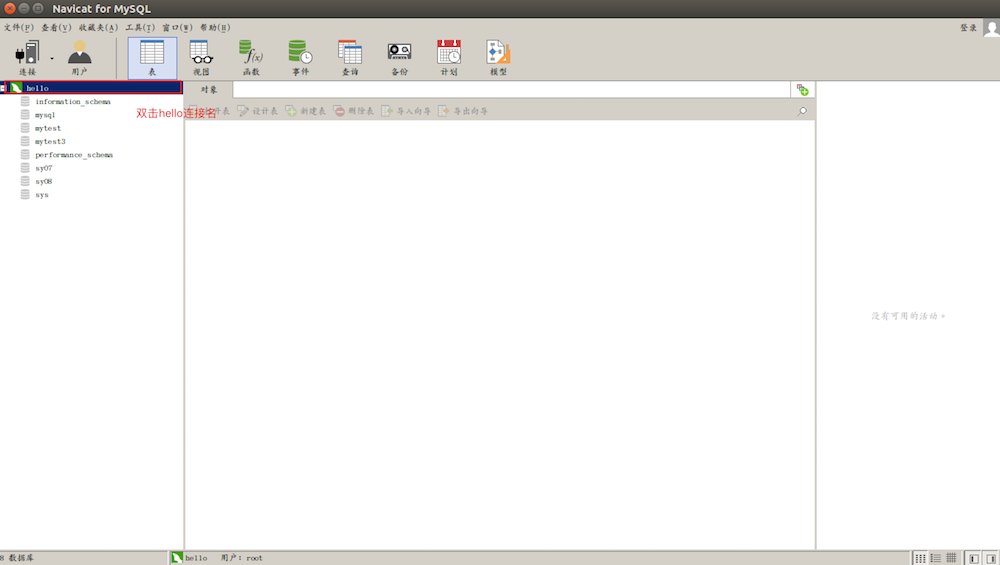 Navicat for MySQL
文件(F) 查看(V) 收藏夹(A) 工具(T) 窗口(W) 帮助(H)
登录
连接 用户 表 视图 函数 事件 查询 备份 计划 模型
hello
对象
information_schema
mysql
双击hello连接名
设计表 新建表 删除表 导入向导 导出向导
mytest
mytest3
performance_schema
sy07
sy08
sys
没有可用的活动。
8 数据库
hello 用户: root